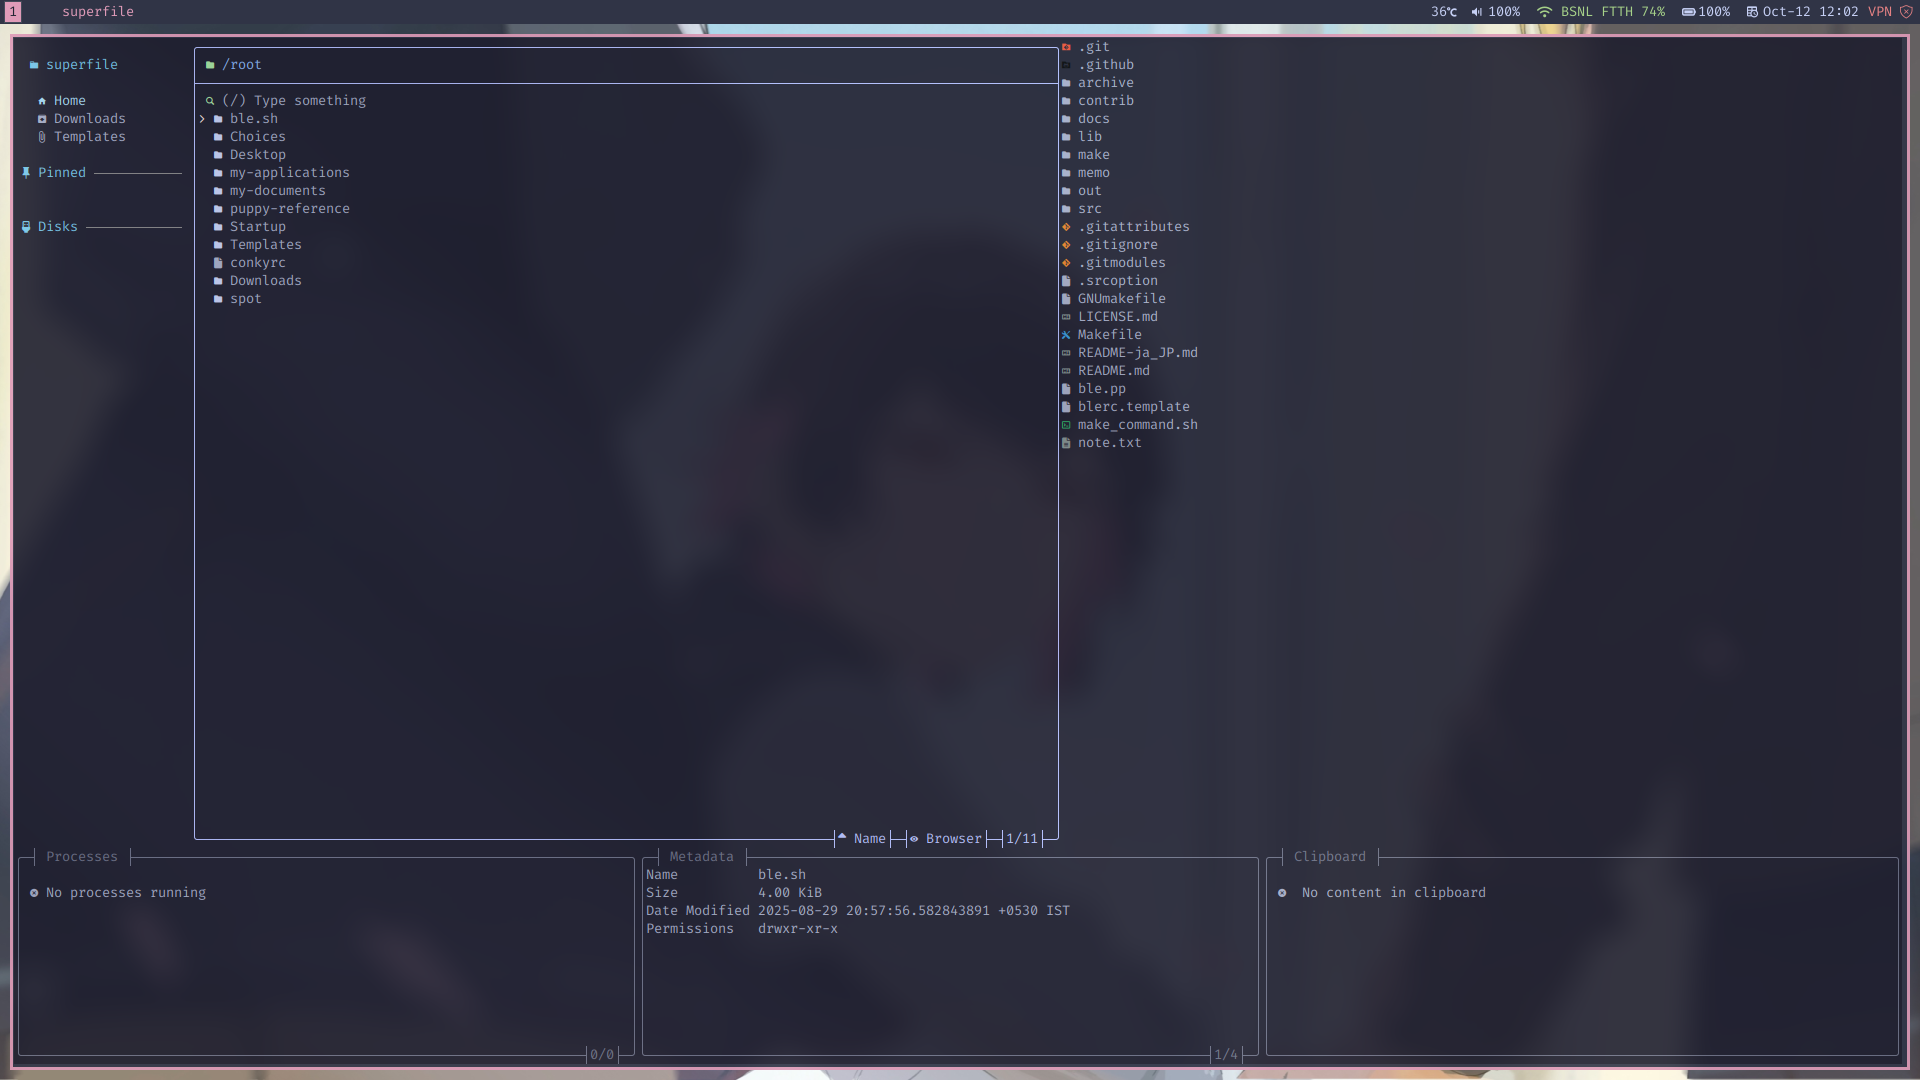 1 superfile 36℃ 100% BSNL FTTH 74% 100% Oct-12 12:02 VPN
superfile
Home
Downloads
Templates
Pinned
Disks
/root
(/) Type something
> ble.sh
Choices
Desktop
my-applications
my-documents
puppy-reference
Startup
Templates
conkyrc
Downloads
spot
Name
Browser
1/11
.git
.github
archive
contrib
docs
lib
make
memo
out
src
.gitattributes
.gitignore
.gitmodules
.srcoption
GNUmakefile
LICENSE.md
Makefile
README-ja_JP.md
README.md
ble.pp
blerc.template
make_command.sh
note.txt
Processes
No processes running
0/0
Metadata
Name ble.sh
Size 4.00 KiB
Date Modified 2025-08-29 20:57:56.582843891 +0530 IST
Permissions drwxr-xr-x
1/4
Clipboard
No content in clipboard